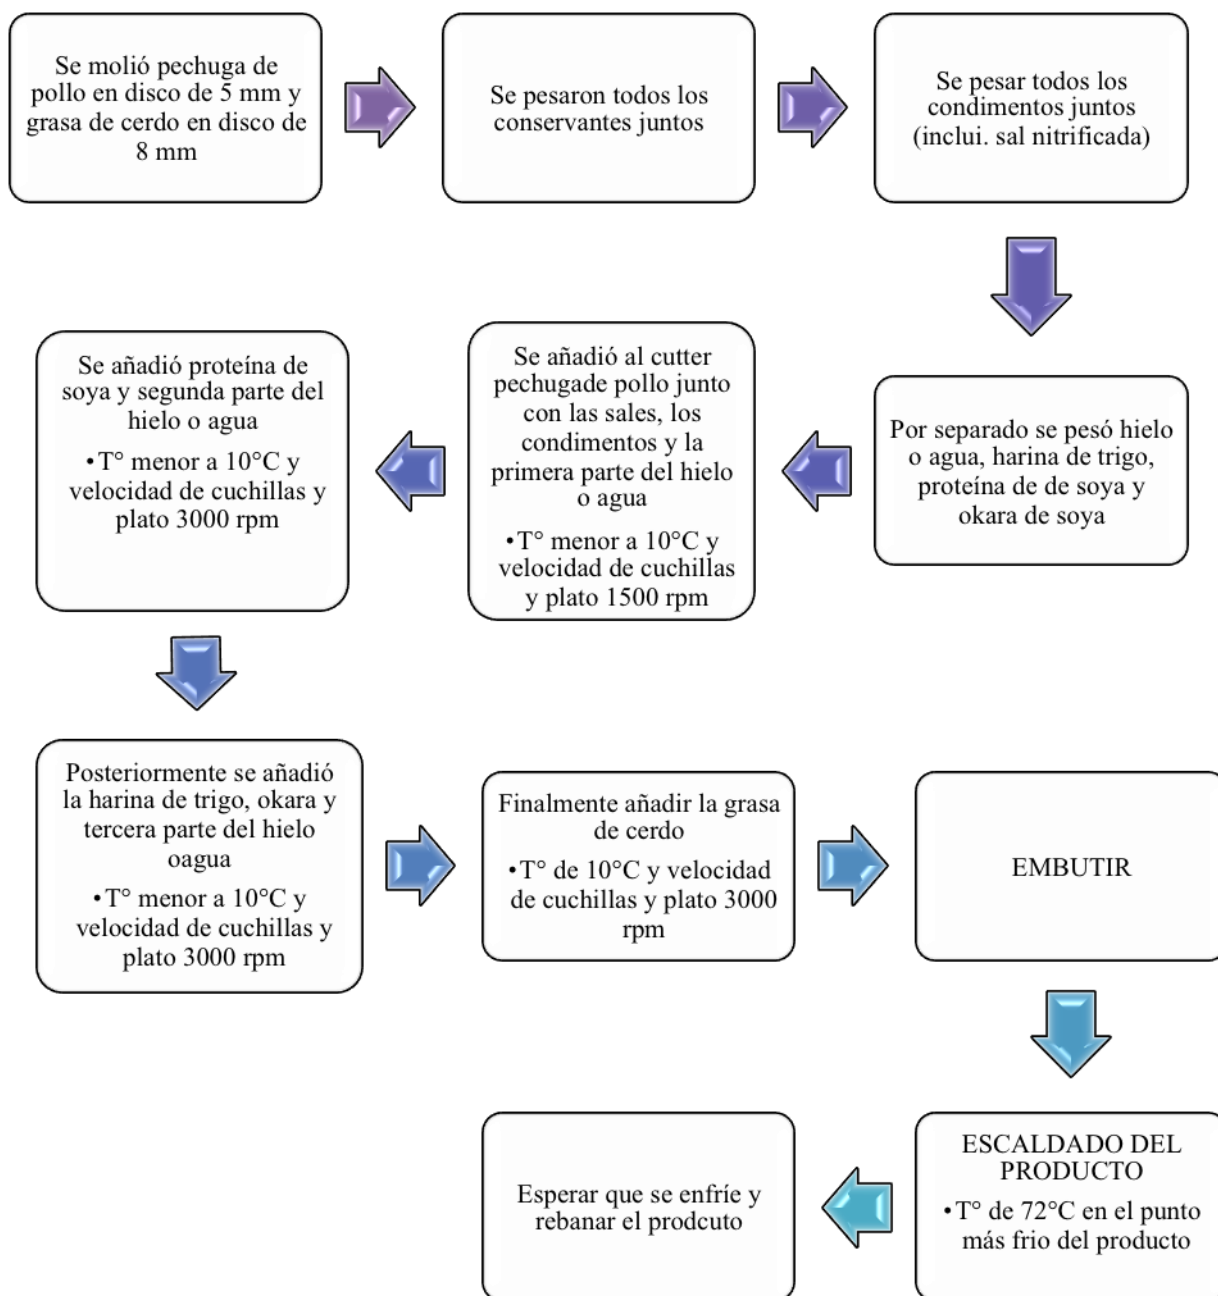 Se molió pechuga de
pollo en disco de 5 mm y
grasa de cerdo en disco de
8 mm
Se pesaron todos los
conservantes juntos
Se pesar todos los
condimentos juntos
(inclui. sal nitrificada)
Por separado se pesó hielo
o agua, harina de trigo,
proteína de de soya y
okara de soya
Se añadió al cutter
pechugade pollo junto
con las sales, los
condimentos y la
primera parte del hielo
o agua
•T° menor a 10°C y
velocidad de cuchillas
y plato 1500 rpm
Se añadió proteína de
soya y segunda parte del
hielo o agua
•T° menor a 10°C y
velocidad de cuchillas y
plato 3000 rpm
Posteriormente se añadió
la harina de trigo, okara y
tercera parte del hielo
oagua
•T° menor a 10°C y
velocidad de cuchillas y
plato 3000 rpm
Finalmente añadir la grasa
de cerdo
•T° de 10°C y velocidad
de cuchillas y plato 3000
rpm
EMBUTIR
ESCALDADO DEL
PRODUCTO
•T° de 72°C en el punto
más frio del producto
Esperar que se enfríe y
rebanar el prodcuto